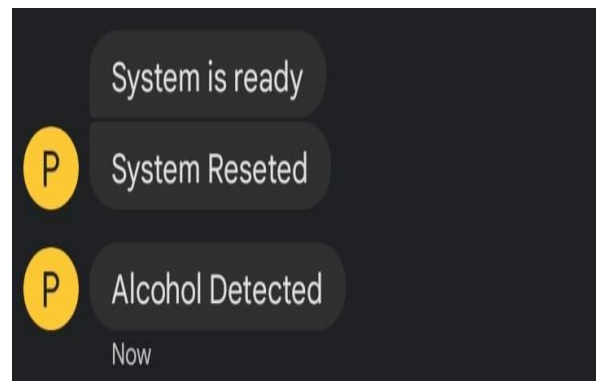 System is ready
P
System Reseted
P
Alcohol Detected
Now